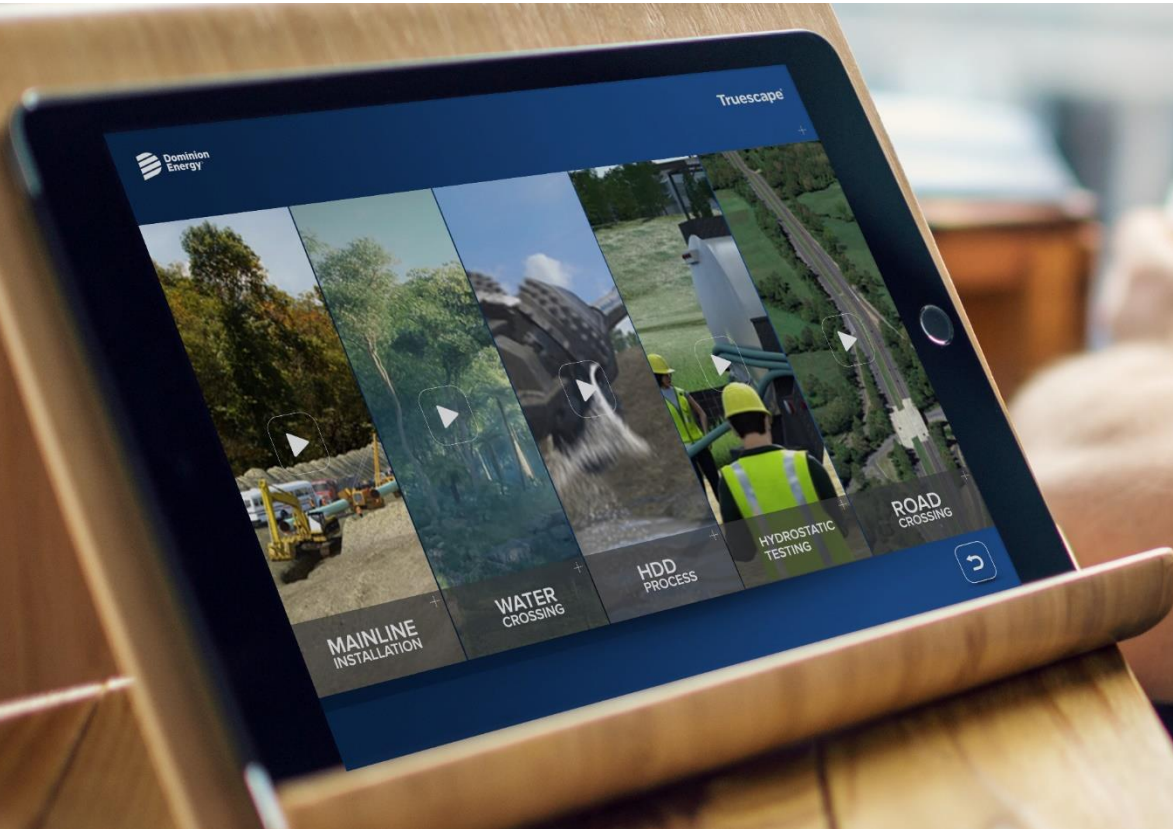 Dominion
Energy
Truescape
MAINLINE
INSTALLATION
WATER
CROSSING
HDD
PROCESS
HYDROSTATIC
TESTING
ROAD
CROSSING